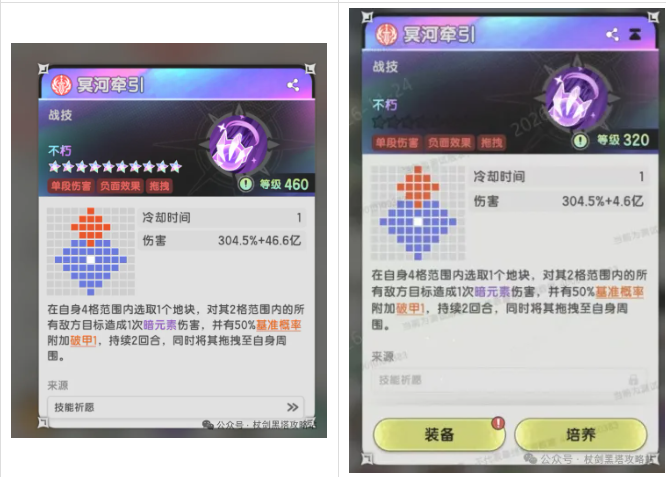 冥河牵引
战技
不朽
单段伤害 负面效果 拖拽
等级 460
冷却时间 1
伤害 304.5%+46.6亿
在自身4格范围内选取1个地块，对其2格范围内的所
有敌方目标造成1次暗元素伤害，并有50%基准概率
附加破甲1，持续2回合，同时将其拖拽至自身周
围。
来源
技能祈愿
公众号 · 杖剑黑塔攻略
冥河牵引
战技
不朽
单段伤害 负面效果 拖拽
等级 320
冷却时间 1
伤害 304.5%+4.6亿
在自身4格范围内选取1个地块，对其2格范围内的所
有敌方目标造成1次暗元素伤害，并有50%基准概率
附加破甲1，持续2回合，同时将其拖拽至自身周
围。
来源
技能祈愿
装备 培养
公众号 · 杖剑黑塔攻略